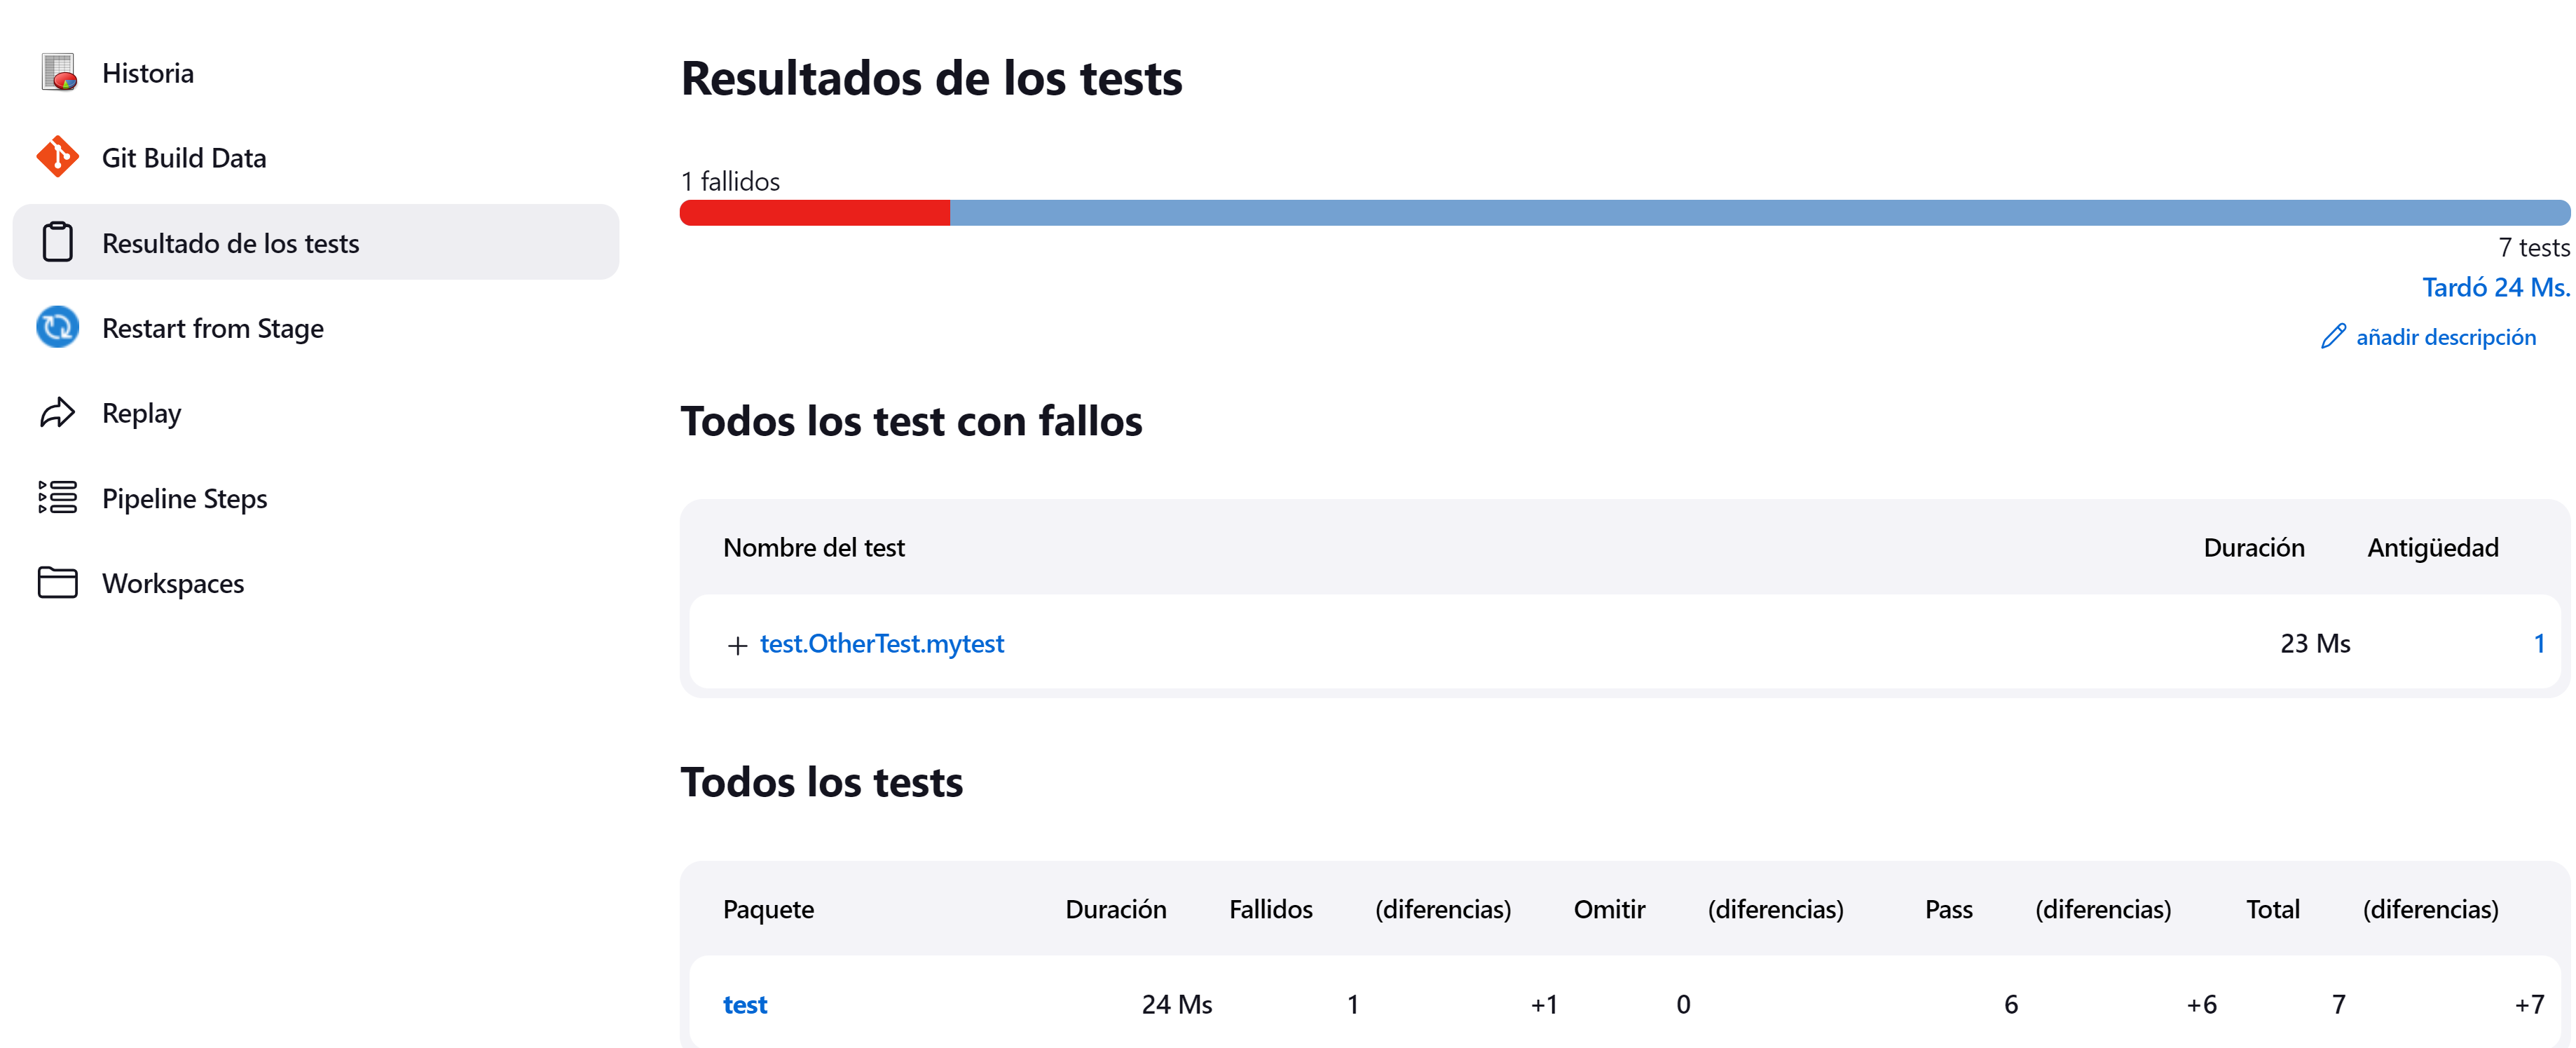 Historia
Git Build Data
Resultado de los tests
Restart from Stage
Replay
Pipeline Steps
Workspaces
Resultados de los tests
1 fallidos
7 tests
Tardó 24 Ms.
añadir descripción
Todos los test con fallos
Nombre del test Duración Antigüedad
+ test.OtherTest.mytest 23 Ms 1
Todos los tests
Paquete Duración Fallidos (diferencias) Omitir (diferencias) Pass (diferencias) Total (diferencias)
test 24 Ms 1 +1 0 6 +6 7 +7